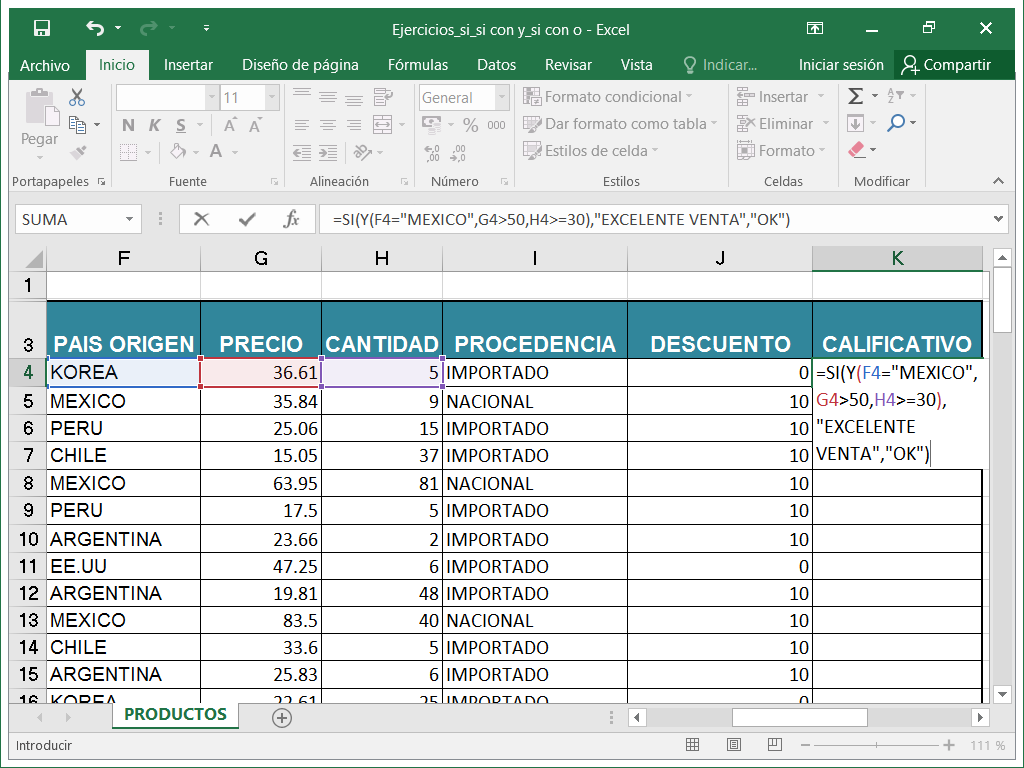 Ejercicios_si_si con y_si con o - Excel
Archivo Inicio Insertar Diseño de página Fórmulas Datos Revisar Vista Indicar... Iniciar sesión Compartir
Pegar
11
General
Formato condicional
Insertar
N K S A A
% 000
Dar formato como tabla
Eliminar
A
Estilos de celda
Formato
Portapapeles Fuente Alineación Número Estilos Celdas Modificar
SUMA fx =SI(Y(F4="MEXICO",G4>50,H4>=30),"EXCELENTE VENTA","OK")
F G H I J K
1
3 PAIS ORIGEN PRECIO CANTIDAD PROCEDENCIA DESCUENTO CALIFICATIVO
4 KOREA 36.61 5 IMPORTADO 0 =SI(Y(F4="MEXICO",
5 MEXICO 35.84 9 NACIONAL 10 G4>50,H4>=30),
6 PERU 25.06 15 IMPORTADO 10 "EXCELENTE
7 CHILE 15.05 37 IMPORTADO 10 VENTA","OK")
8 MEXICO 63.95 81 NACIONAL 10
9 PERU 17.5 5 IMPORTADO 10
10 ARGENTINA 23.66 2 IMPORTADO 10
11 EE.UU 47.25 6 IMPORTADO 0
12 ARGENTINA 19.81 48 IMPORTADO 10
13 MEXICO 83.5 40 NACIONAL 10
14 CHILE 33.6 5 IMPORTADO 10
15 ARGENTINA 25.83 6 IMPORTADO 10
16 KOREA 22.61 25 IMPORTADO 0
PRODUCTOS
Introducir 111 %